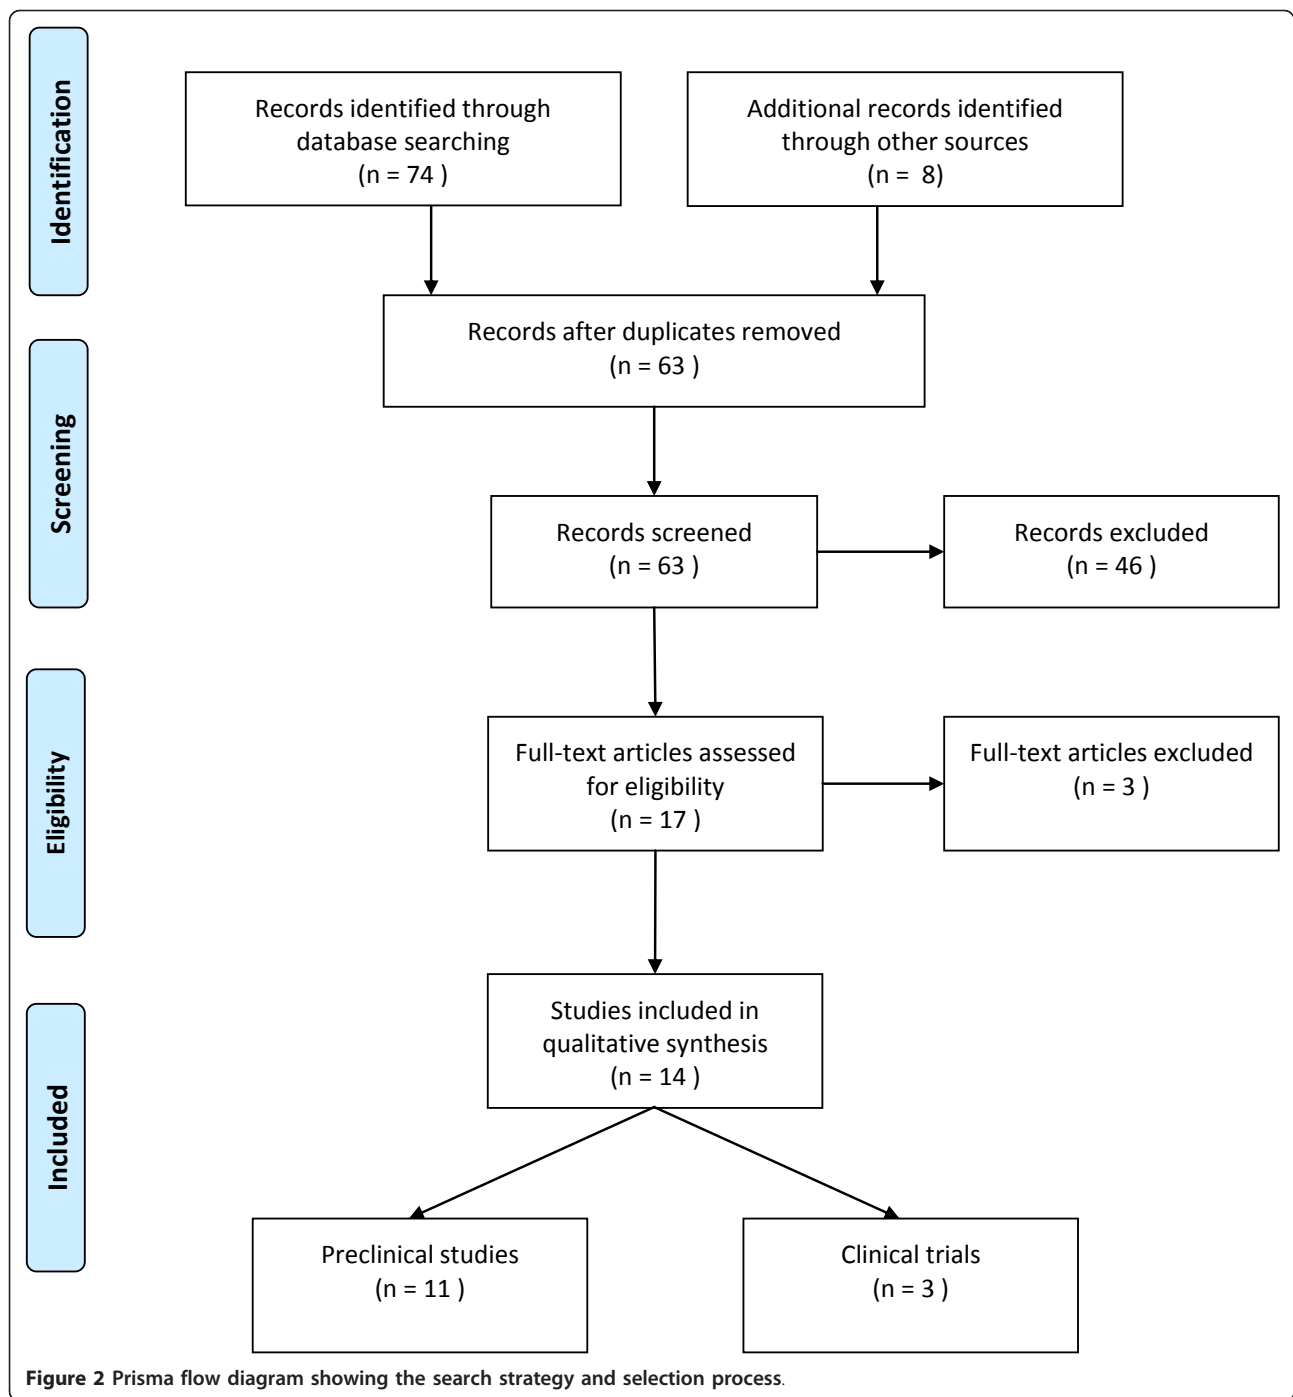 Identification
Records identified through
database searching
(n = 74 )
Additional records identified
through other sources
(n =  8)
Records after duplicates removed
(n = 63 )
Screening
Records screened
(n = 63 )
Records excluded
(n = 46 )
Eligibility
Full-text articles assessed
for eligibility
(n = 17 )
Full-text articles excluded
(n = 3 )
Included
Studies included in
qualitative synthesis
(n = 14 )
Preclinical studies
(n = 11 )
Clinical trials
(n = 3 )
Figure 2 Prisma flow diagram showing the search strategy and selection process.